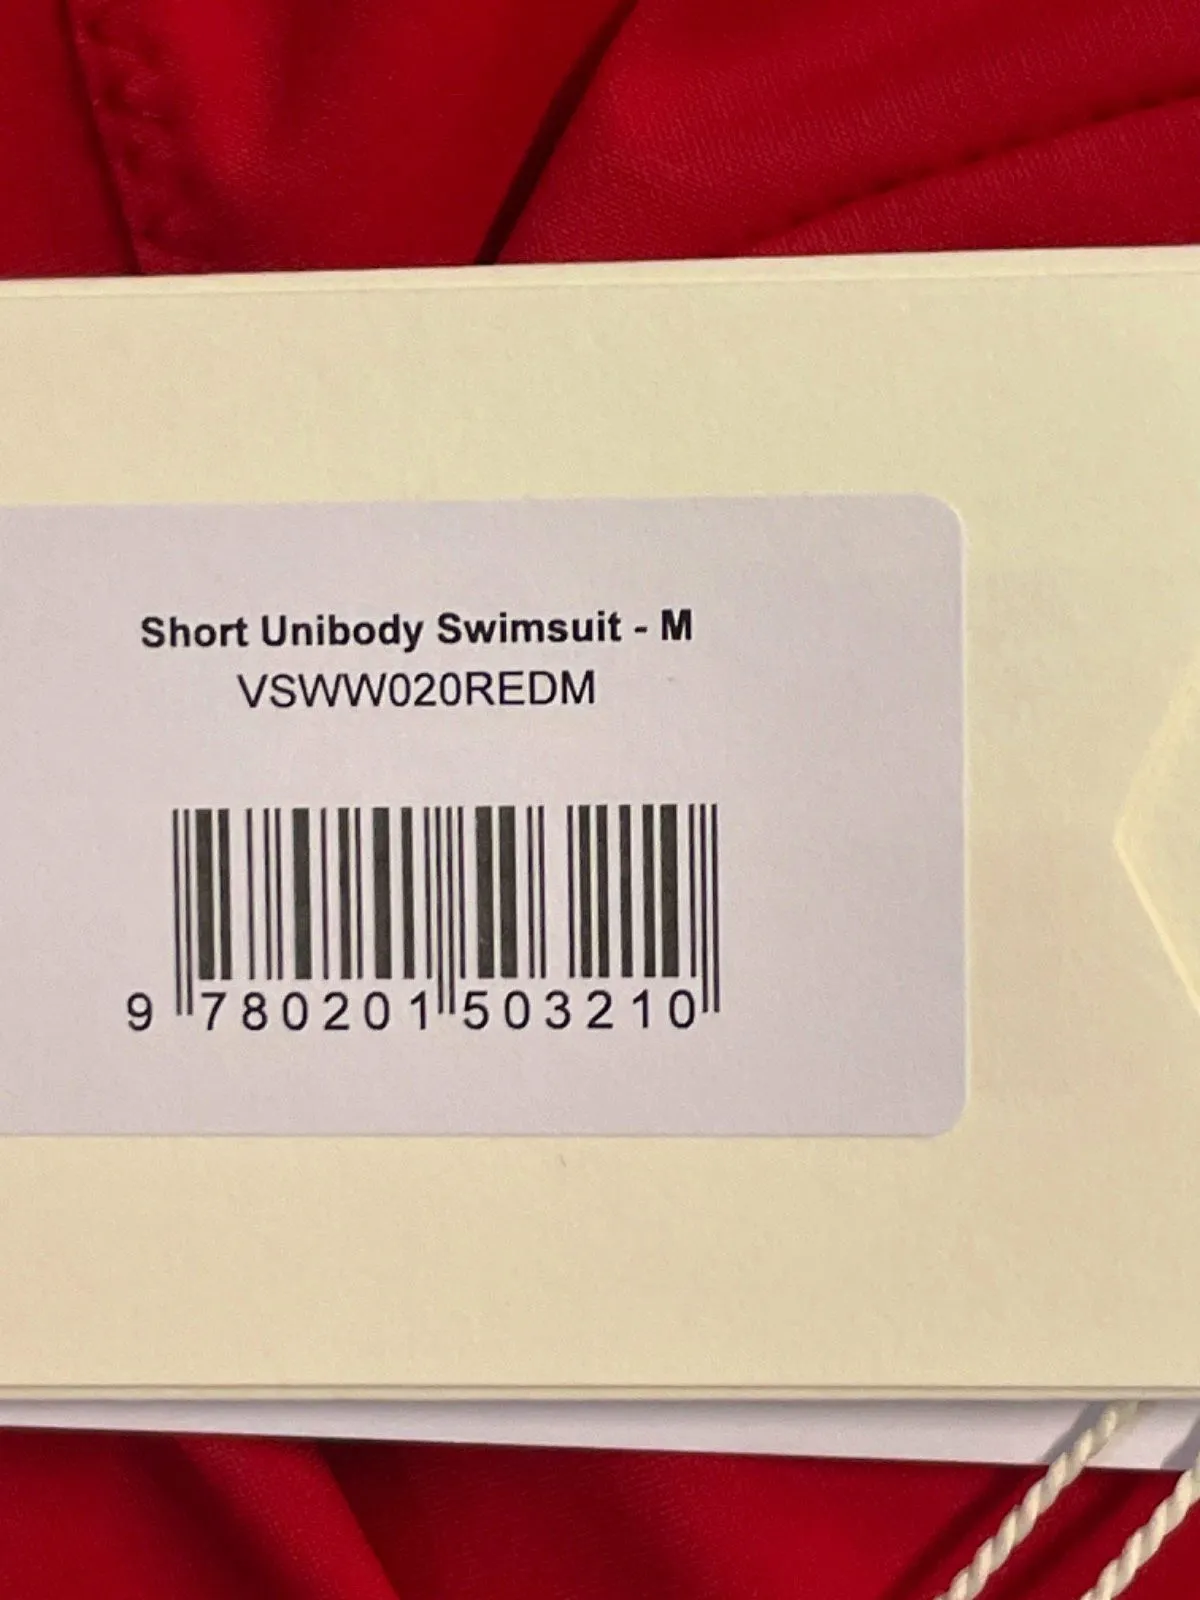 Short Unibody Swimsuit - M
VSWW020REDM
9 780201 503210